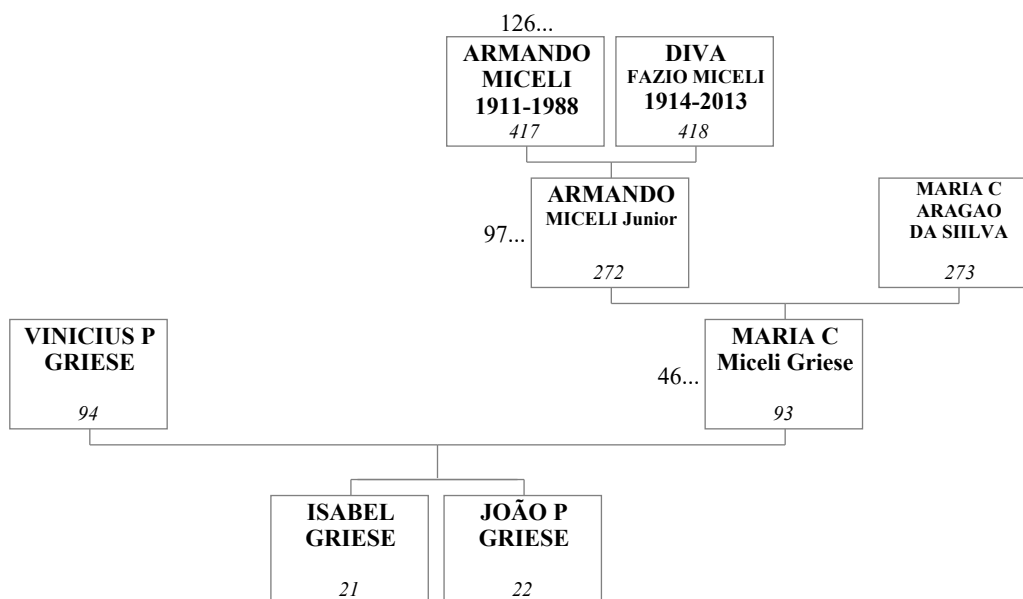 126...
ARMANDO
MICELI
1911-1988
417
DIVA
FAZIO MICELI
1914-2013
418
97...
ARMANDO
MICELI Junior
272
MARIA C
ARAGAO
DA SIILVA
273
VINICIUS P
GRIESE
94
46...
MARIA C
Miceli Griese
93
ISABEL
GRIESE
21
JOÃO P
GRIESE
22